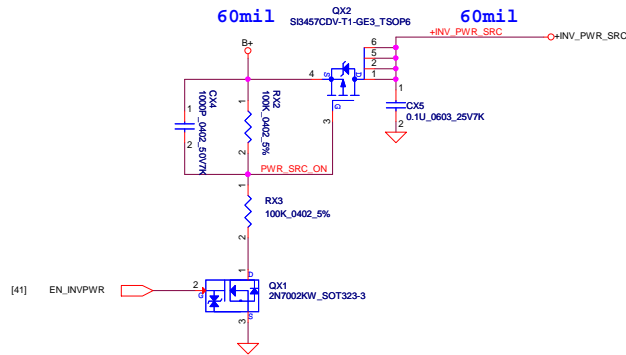 60mil
QX2
SI3457CDV-T1-GE3_TSOP6
60mil
+INV_PWR_SRC
+INV_PWR_SRC
B+
6
5
2
1
4
S
D
G
3
1
CX4
1000P_0402_50V7K
2
1
RX2
100K_0402_5%
2
1
CX5
0.1U_0603_25V7K
2
PWR_SRC_ON
1
RX3
100K_0402_5%
2
1
D
[41]
EN_INVPWR
2
G
QX1
2N7002KW_SOT323-3
S
3